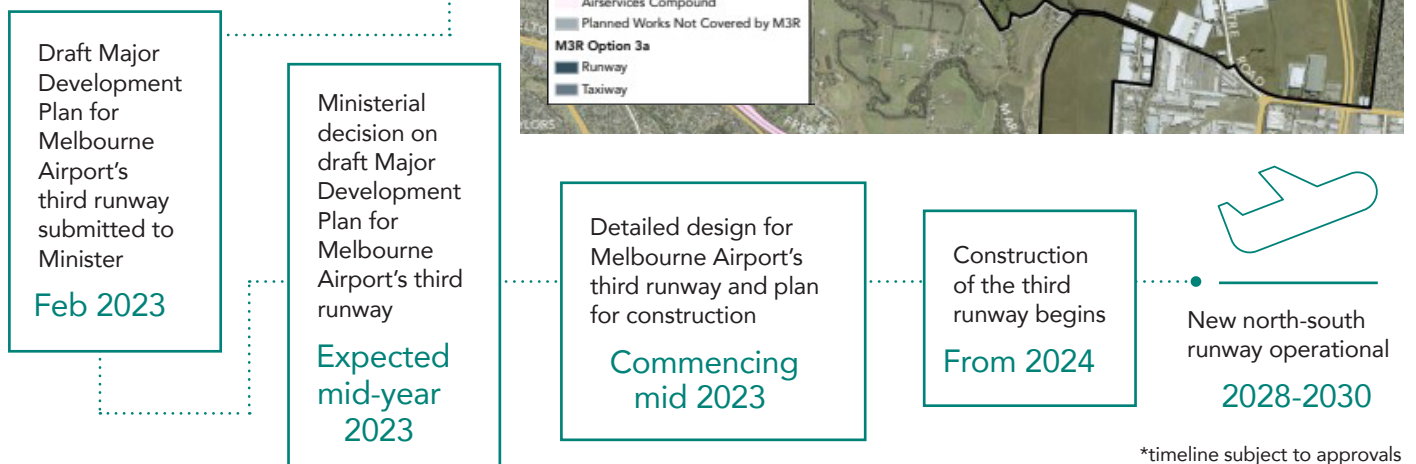 Airservices Compound
Planned Works Not Covered by M3R
M3R Option 3a
Runway
Taxiway
ROAD
Draft Major
Development
Plan for
Melbourne
Airport's
third runway
submitted to
Minister
Feb 2023
Ministerial
decision on
draft Major
Development
Plan for
Melbourne
Airport's third
runway
Expected
mid-year
2023
Detailed design for
Melbourne Airport's
third runway and plan
for construction
Commencing
mid 2023
Construction
of the third
runway begins
From 2024
New north-south
runway operational
2028-2030
*timeline subject to approvals